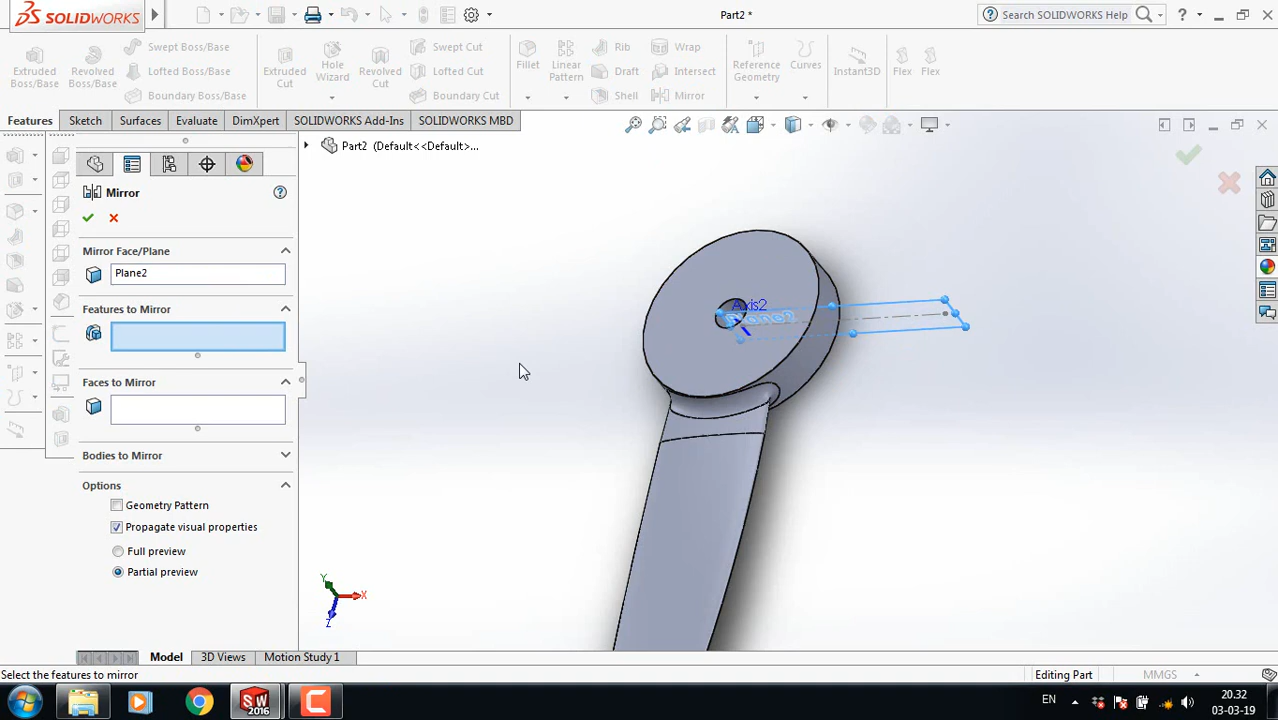 SOLIDWORKS
Part2 *
Search SOLIDWORKS Help
Extruded Boss/Base
Revolved Boss/Base
Swept Boss/Base
Lofted Boss/Base
Boundary Boss/Base
Extruded Cut
Hole Wizard
Revolved Cut
Swept Cut
Lofted Cut
Boundary Cut
Fillet
Linear Pattern
Rib
Draft
Shell
Wrap
Intersect
Mirror
Reference Geometry
Curves
Instant3D
Flex
Flex
Features
Sketch
Surfaces
Evaluate
DimXpert
SOLIDWORKS Add-Ins
SOLIDWORKS MBD
Part2 (Default<<Default>...
Mirror
Mirror Face/Plane
Plane2
Features to Mirror
Faces to Mirror
Bodies to Mirror
Options
Geometry Pattern
Propagate visual properties
Full preview
Partial preview
Axis2
Plane2
Y
X
Z
Model
3D Views
Motion Study 1
Select the features to mirror
Editing Part
MMGS
SW
2016
EN
20.32
03-03-19